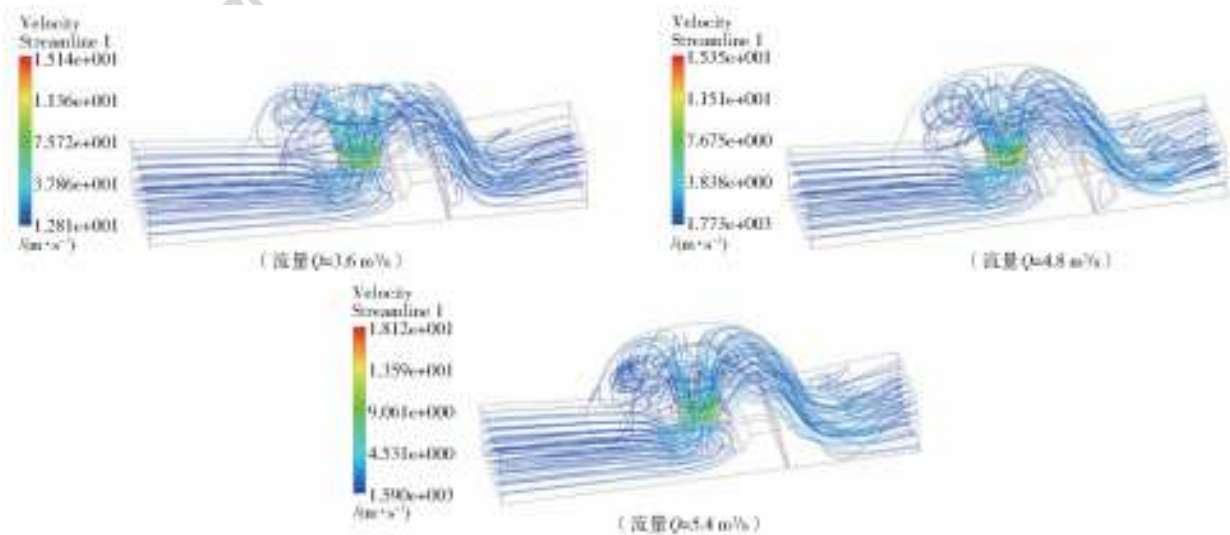 Velocity
Streamline 1
1.514e+001
1.136e+001
7.572e+001
3.786e+001
1.281e+001
/(m·s⁻¹)
(流量Q=3.6 m³/s)
Velocity
Streamline 1
1.535e+001
1.151e+001
7.675e+000
3.838e+000
1.773e+003
/(m·s⁻¹)
(流量Q=4.8 m³/s)
Velocity
Streamline 1
1.812e+001
1.359e+001
9.061e+000
4.531e+000
1.590e+003
/(m·s⁻¹)
(流量Q=5.4 m³/s)